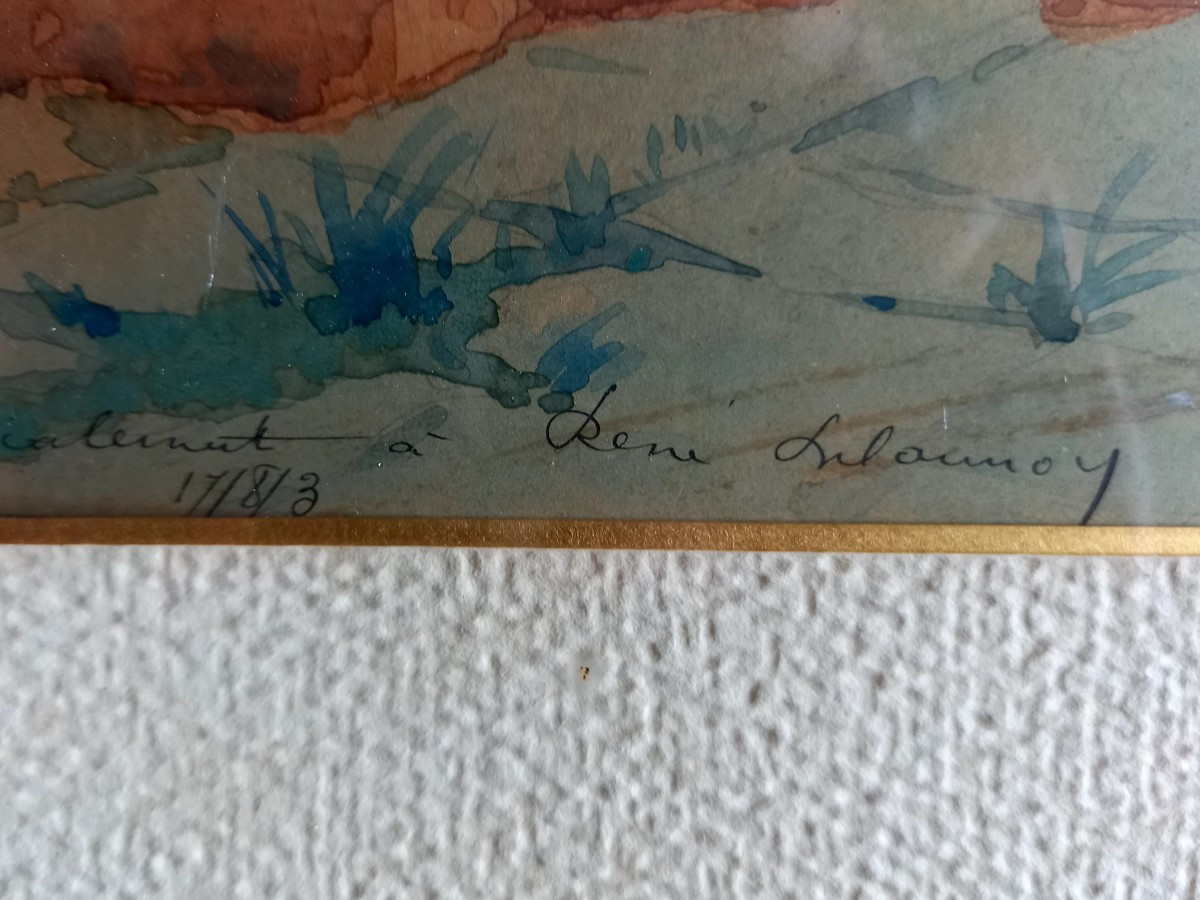 calement à René Delaunoy
17/8/3